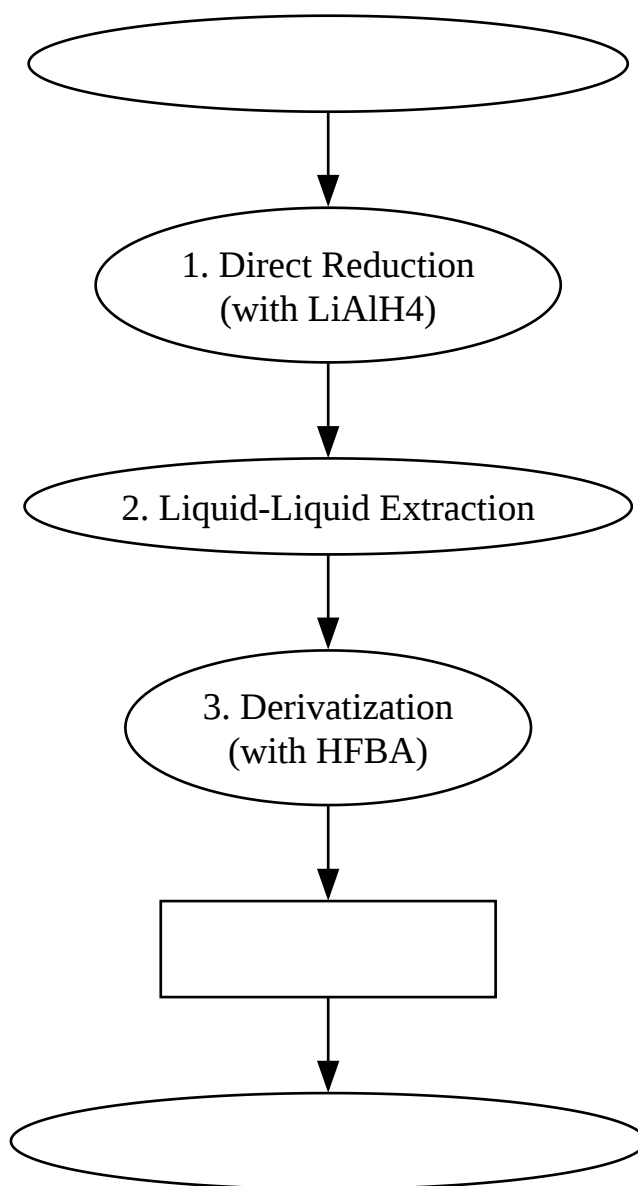 1. Direct Reduction
(with LiAlH4)
2. Liquid-Liquid Extraction
3. Derivatization
(with HFBA)